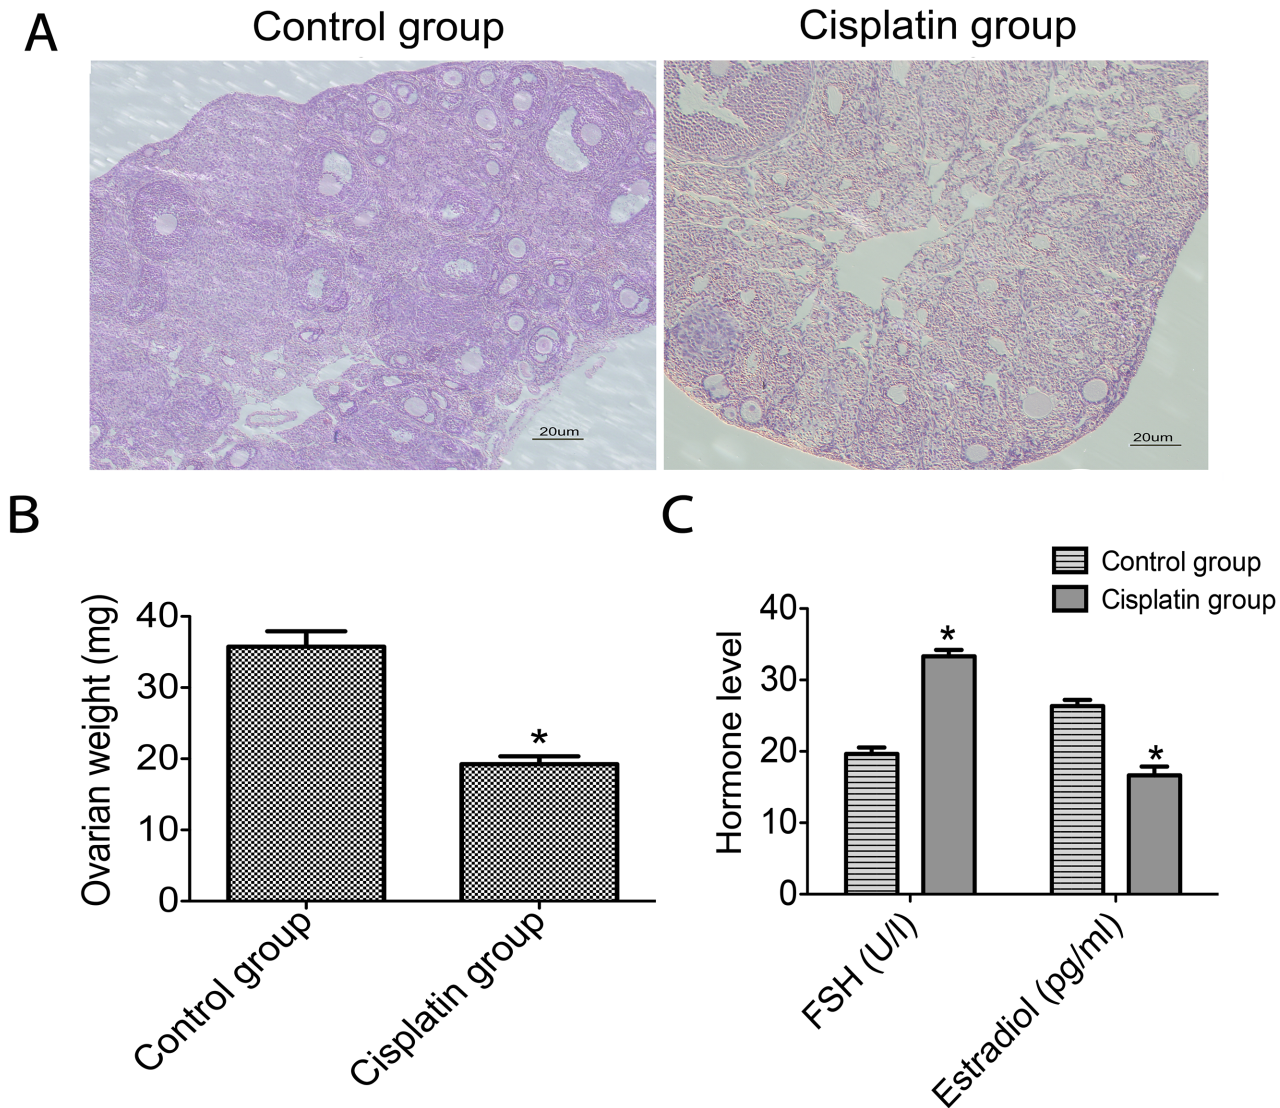 A
Control group
Cisplatin group
20um
20um
B
Ovarian weight (mg)
40
30
20
10
0
*
Control group
Cisplatin group
C
Control group
Cisplatin group
Hormone level
40
30
20
10
0
*
*
FSH (U/l)
Estradiol (pg/ml)